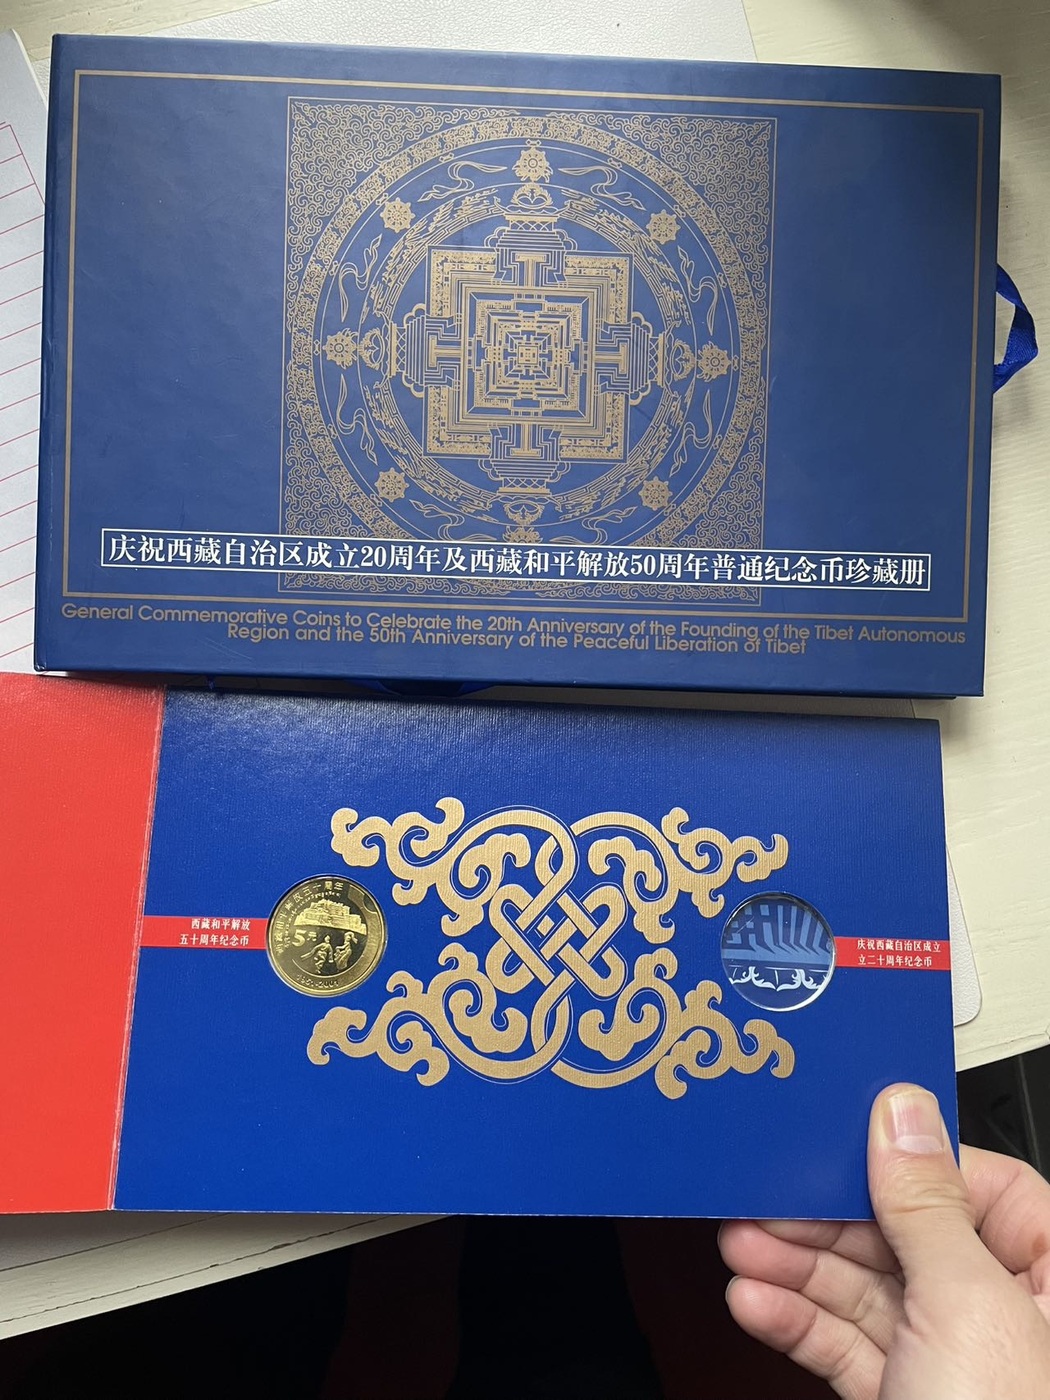 庆祝西藏自治区成立20周年及西藏和平解放50周年普通纪念币珍藏册
General Commemorative Coins to Celebrate the 20th Anniversary of the Founding of the Tibet Autonomous
Region and the 50th Anniversary of the Peaceful Liberation of Tibet
西藏和平解放
五十周年纪念币
5元
1951-2001
庆祝西藏自治区成立
立二十周年纪念币